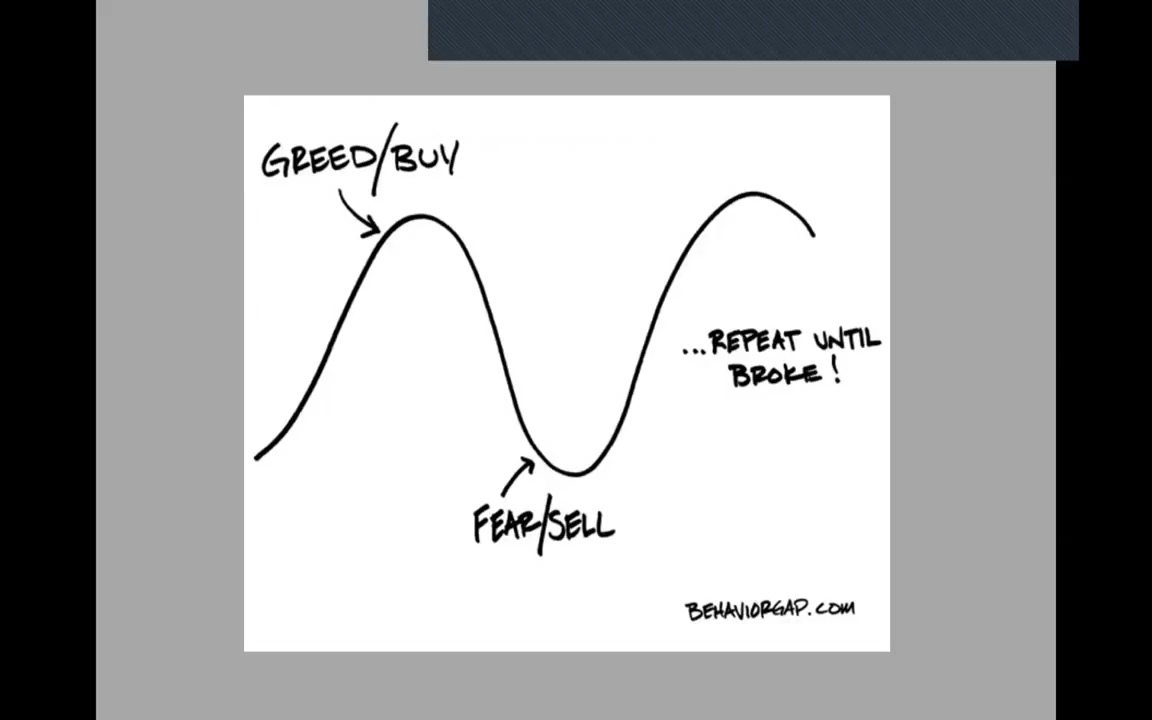 GREED/BUY
...REPEAT UNTIL
BROKE!
FEAR/SELL
BEHAVIORGAP.COM